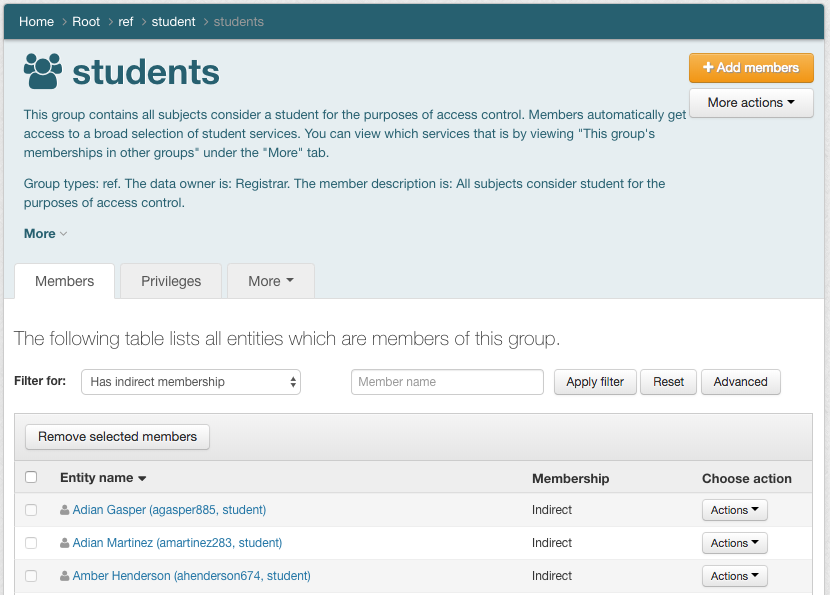 Home > Root > ref > student > students
students
+ Add members
More actions
This group contains all subjects consider a student for the purposes of access control. Members automatically get
access to a broad selection of student services. You can view which services that is by viewing "This group's
memberships in other groups" under the "More" tab.
Group types: ref. The data owner is: Registrar. The member description is: All subjects consider student for the
purposes of access control.
More
Members Privileges More
The following table lists all entities which are members of this group.
Filter for: Has indirect membership Member name Apply filter Reset Advanced
Remove selected members
Entity name Membership Choose action
Adian Gasper (agasper885, student) Indirect Actions
Adian Martinez (amartinez283, student) Indirect Actions
Amber Henderson (ahenderson674, student) Indirect Actions